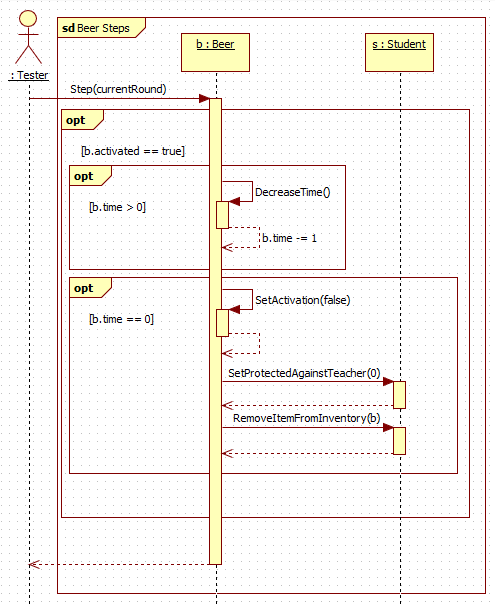 sd Beer Steps
b : Beer
s : Student
: Tester
Step(currentRound)
opt
[b.activated == true]
opt
DecreaseTime()
[b.time > 0]
b.time -= 1
opt
SetActivation(false)
[b.time == 0]
SetProtectedAgainstTeacher(0)
RemoveItemFromInventory(b)